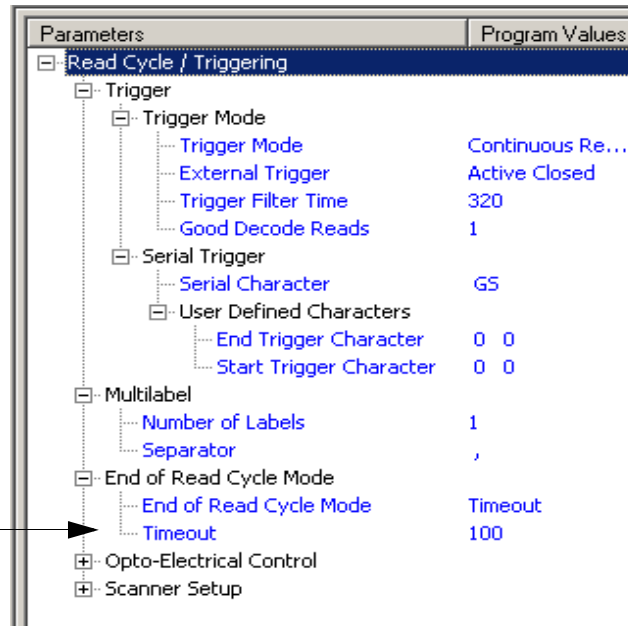 Parameters Program Values
Read Cycle / Triggering
Trigger
Trigger Mode
Trigger Mode Continuous Re...
External Trigger Active Closed
Trigger Filter Time 320
Good Decode Reads 1
Serial Trigger
Serial Character GS
User Defined Characters
End Trigger Character 0 0
Start Trigger Character 0 0
Multilabel
Number of Labels 1
Separator ,
End of Read Cycle Mode
End of Read Cycle Mode Timeout
Timeout 100
Opto-Electrical Control
Scanner Setup